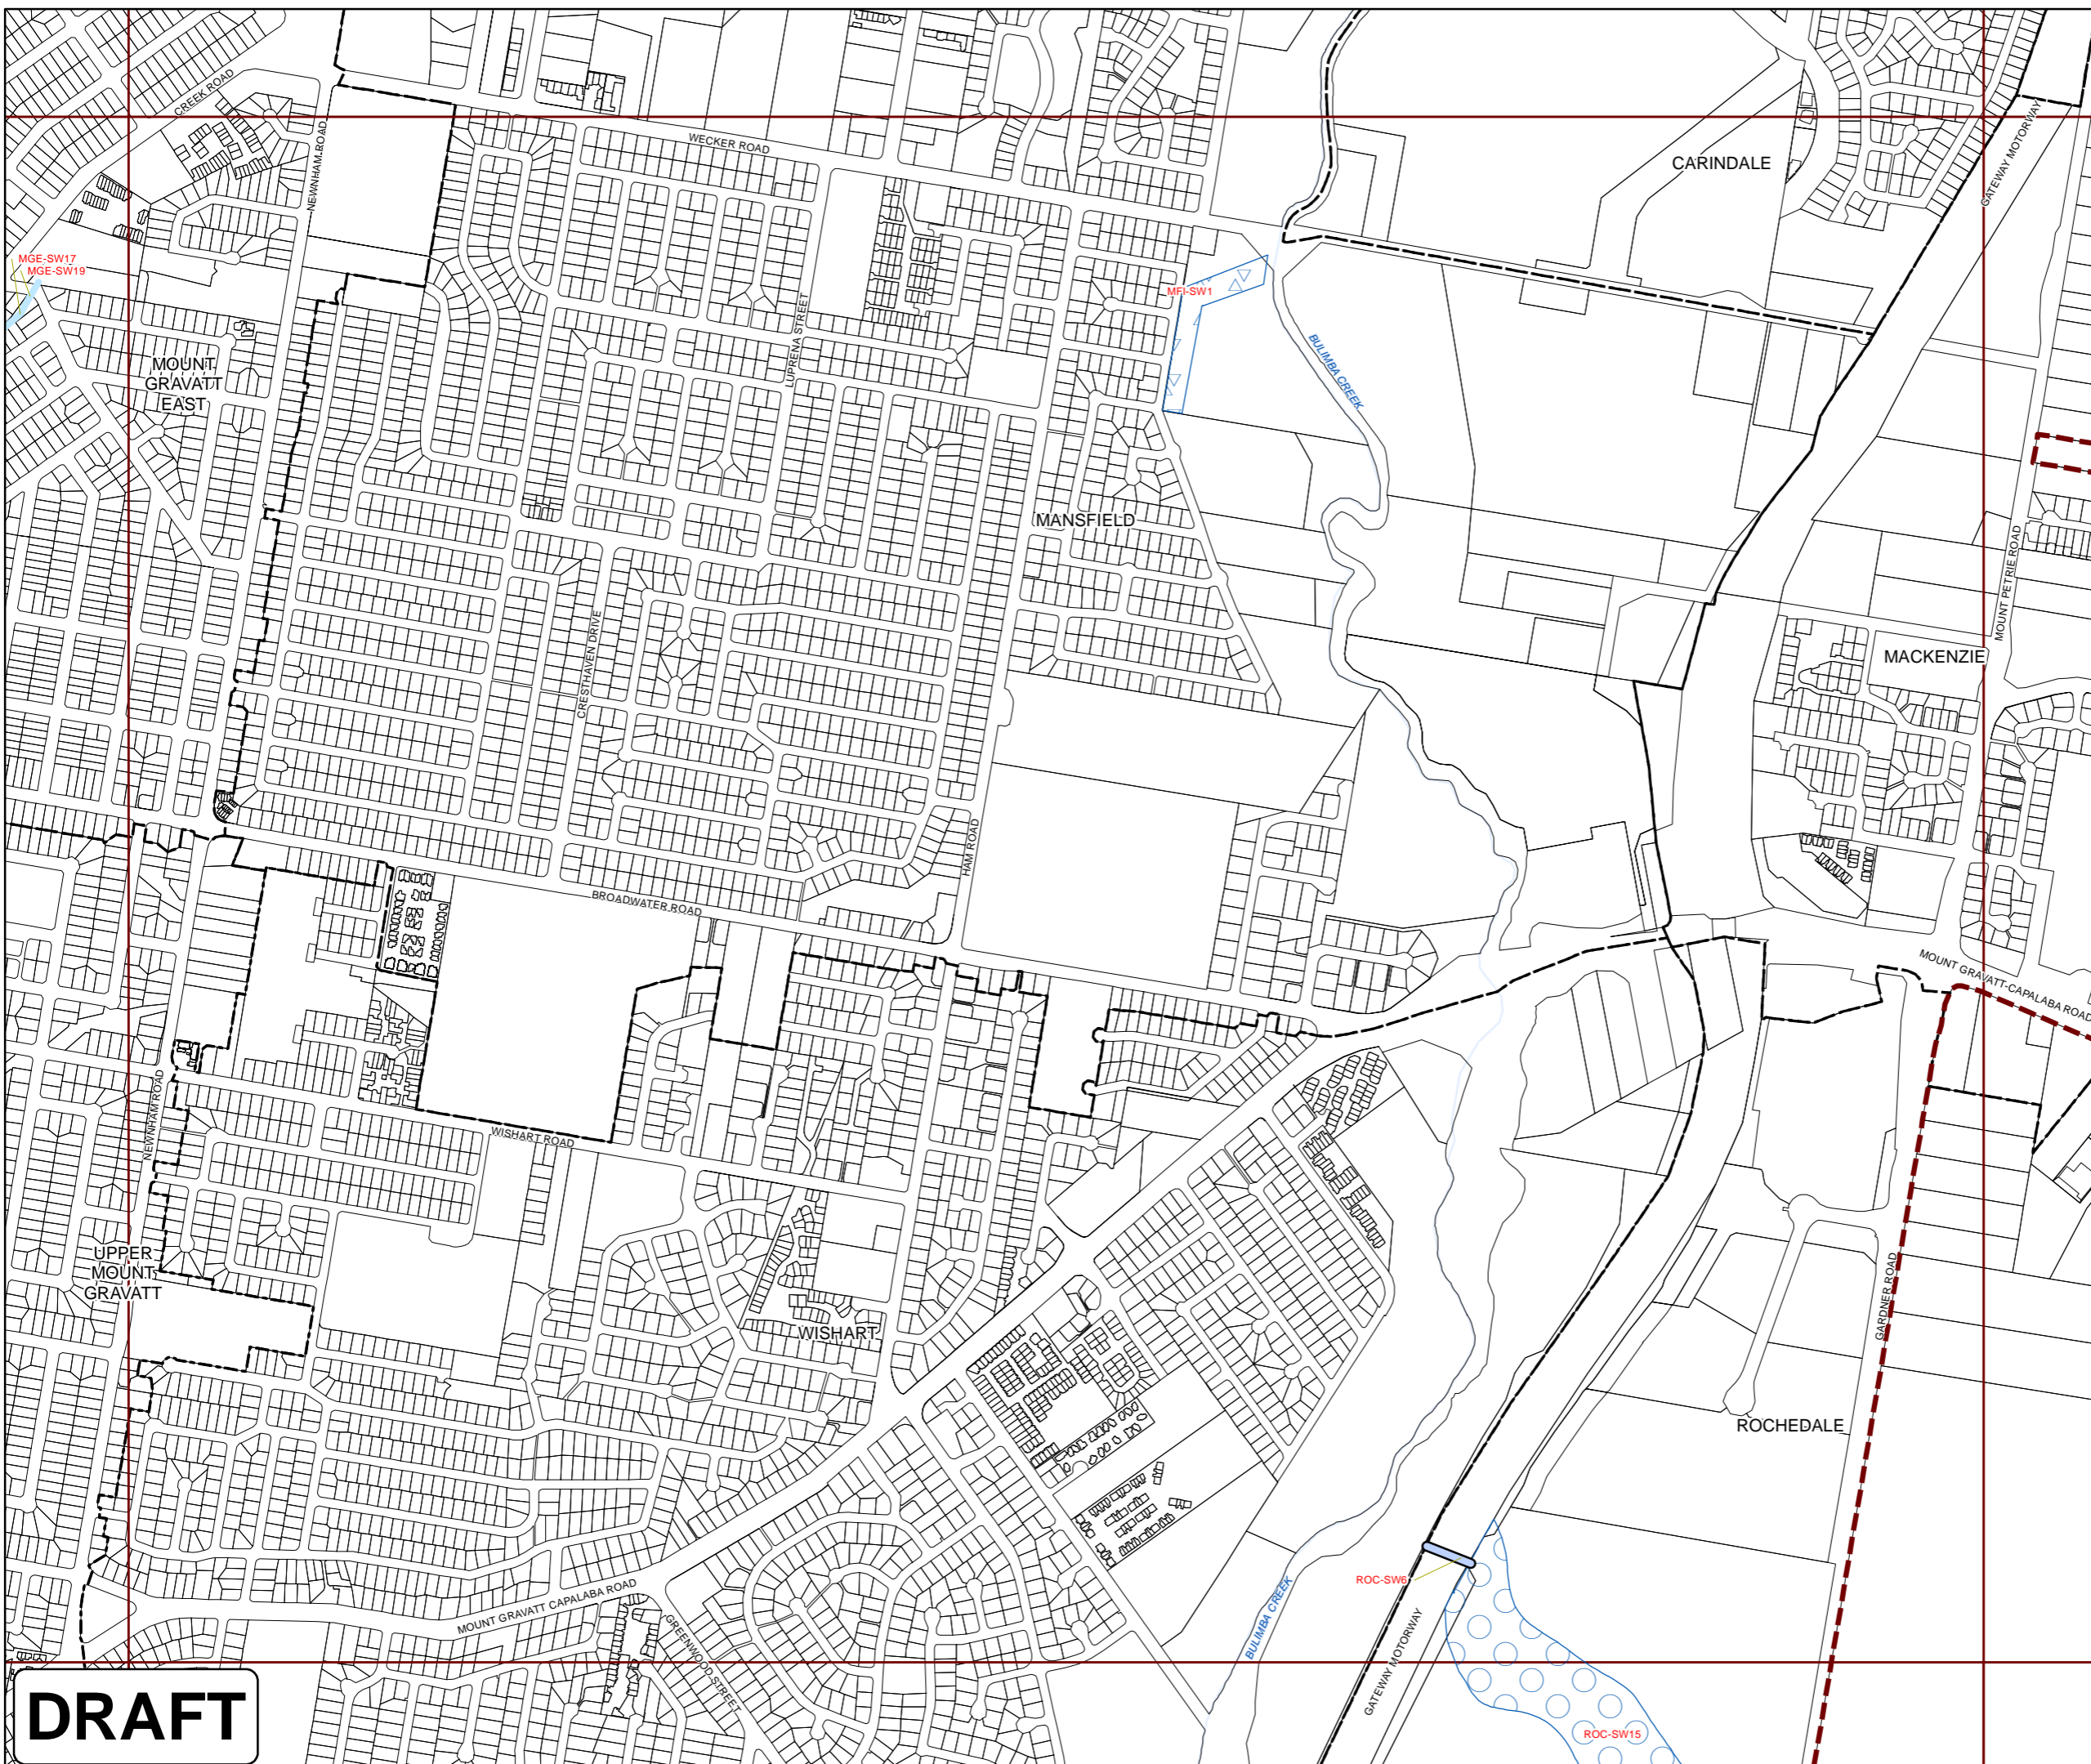 CREEK ROAD
NEWNHAM ROAD
WECKER ROAD
CARINDALE
GATEWAY MOTORWAY
MGE-SW17
MGE-SW19
MFI-SW1
LUPRENA STREET
BULIMBA CREEK
MOUNT
GRAVATT
EAST
MANSFIELD
MOUNT PETRIE ROAD
CRESTHAVEN DRIVE
MACKENZIE
HAM ROAD
BROADWATER ROAD
MOUNT GRAVATT-CAPALABA ROAD
NEWNHAM ROAD
WISHART ROAD
UPPER
MOUNT
GRAVATT
GARDNER ROAD
WISHART
ROCHEDALE
ROC-SW6
MOUNT GRAVATT CAPALABA ROAD
GREENWOOD STREET
BULIMBA CREEK
GATEWAY MOTORWAY
DRAFT
ROC-SW15